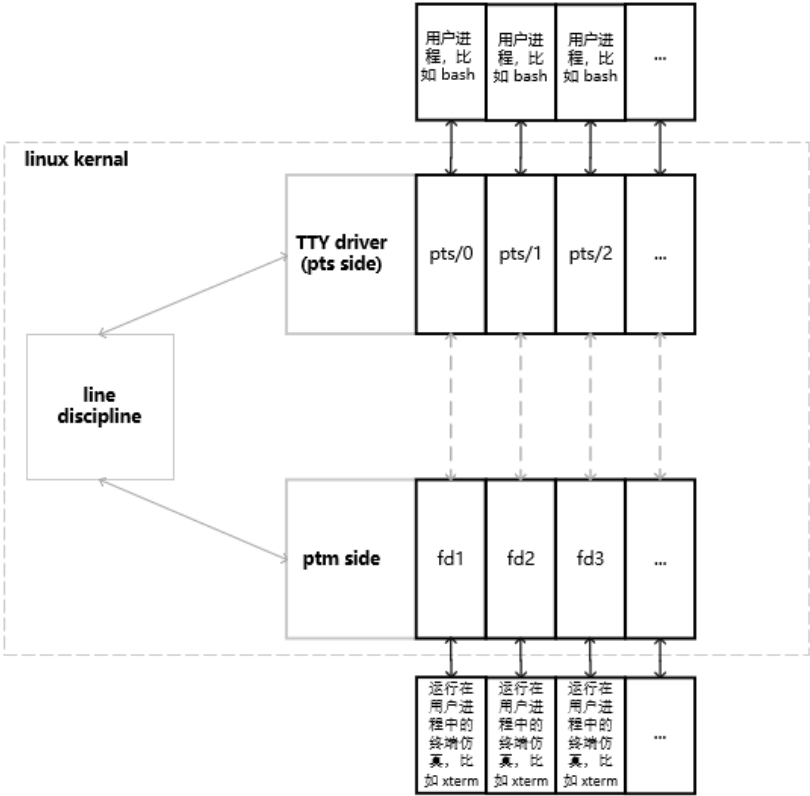 用户进
程，比
如 bash
用户进
程，比
如 bash
用户进
程，比
如 bash
...
linux kernal
TTY driver
(pts side)
pts/0
pts/1
pts/2
...
line
discipline
ptm side
fd1
fd2
fd3
...
运行在
用户进
程中的
终端仿
真，比
如 xterm
运行在
用户进
程中的
终端仿
真，比
如 xterm
运行在
用户进
程中的
终端仿
真，比
如 xterm
...